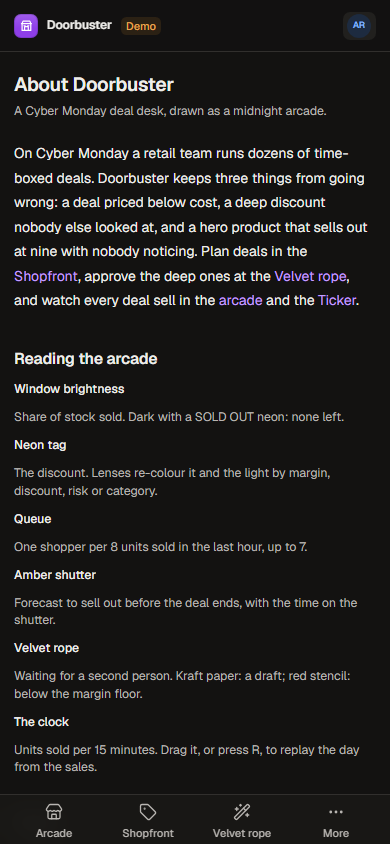 Doorbuster Demo AR
About Doorbuster
A Cyber Monday deal desk, drawn as a midnight arcade.
On Cyber Monday a retail team runs dozens of time-
boxed deals. Doorbuster keeps three things from going
wrong: a deal priced below cost, a deep discount
nobody else looked at, and a hero product that sells out
at nine with nobody noticing. Plan deals in the
Shopfront, approve the deep ones at the Velvet rope,
and watch every deal sell in the arcade and the Ticker.
Reading the arcade
Window brightness
Share of stock sold. Dark with a SOLD OUT neon: none left.
Neon tag
The discount. Lenses re-colour it and the light by margin,
discount, risk or category.
Queue
One shopper per 8 units sold in the last hour, up to 7.
Amber shutter
Forecast to sell out before the deal ends, with the time on the
shutter.
Velvet rope
Waiting for a second person. Kraft paper: a draft; red stencil:
below the margin floor.
The clock
Units sold per 15 minutes. Drag it, or press R, to replay the day
from the sales.
Arcade Shopfront Velvet rope More